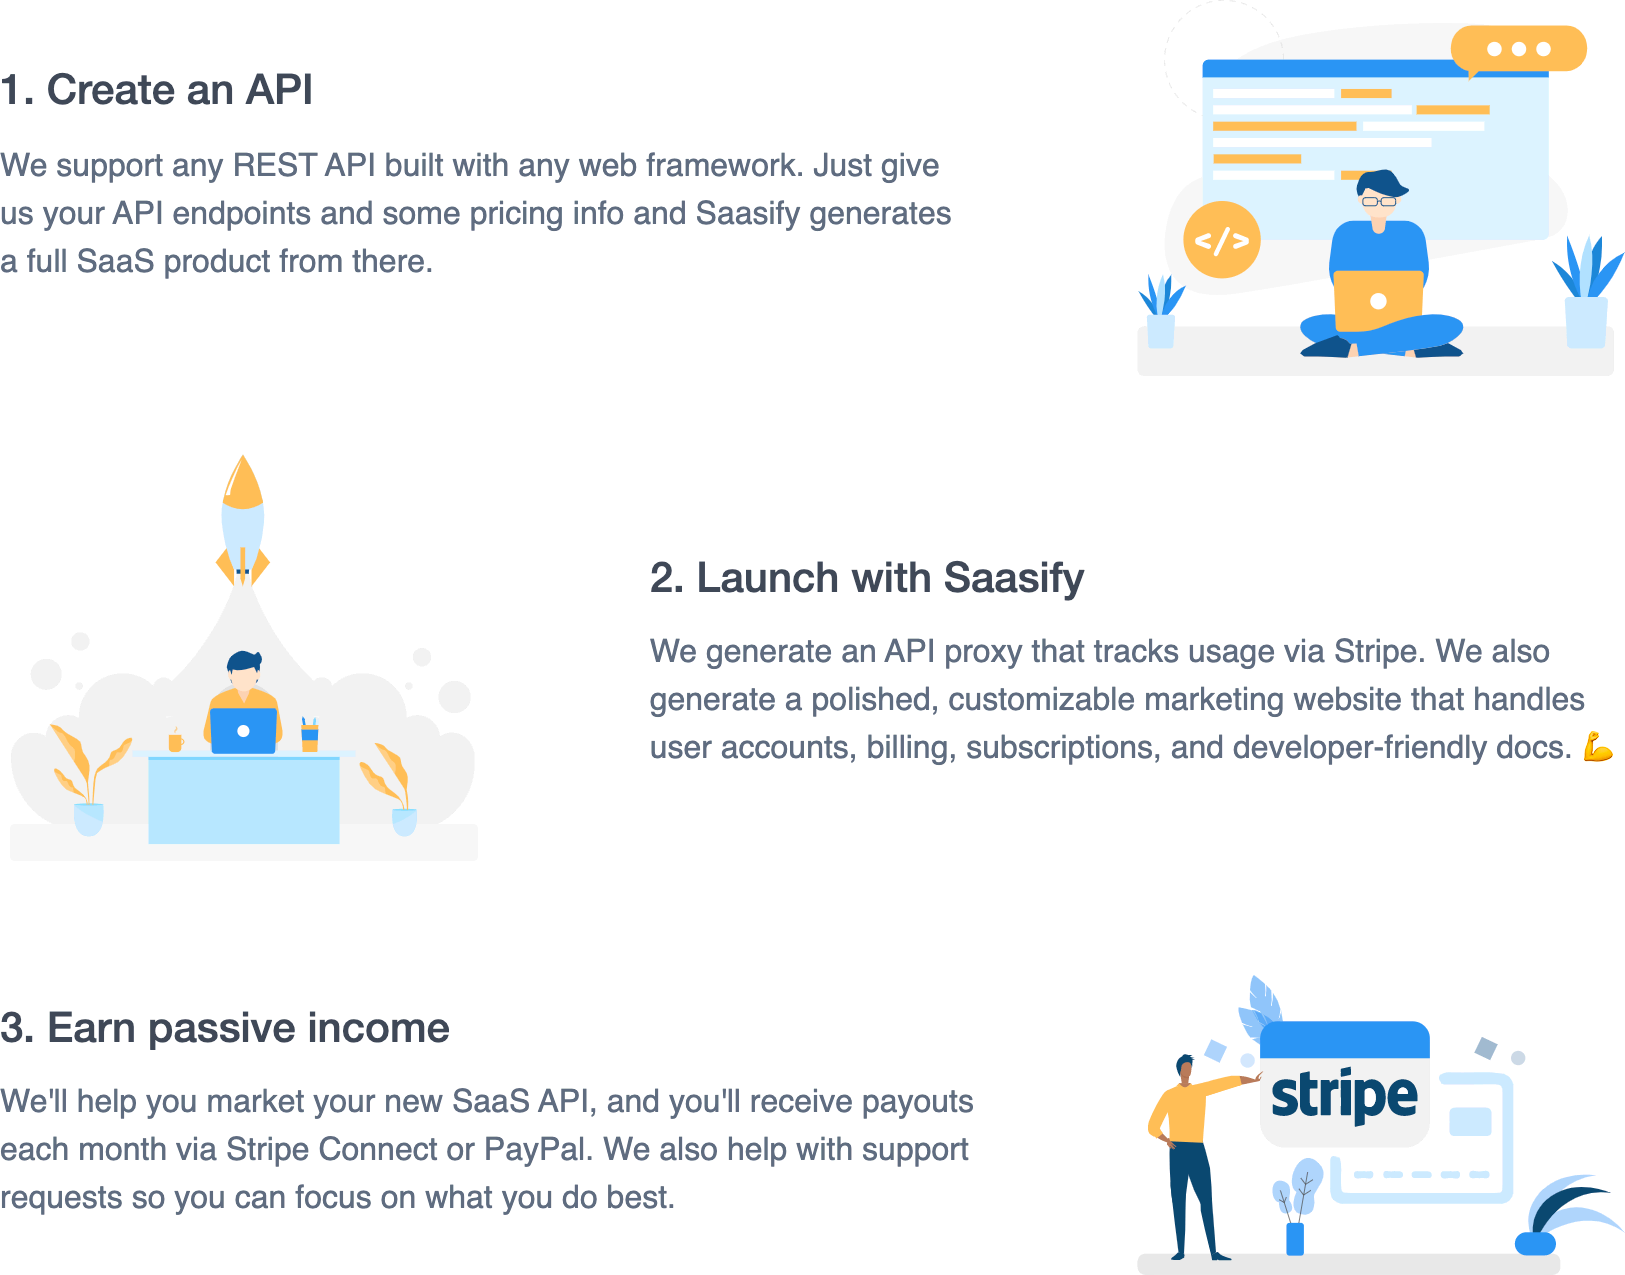 1. Create an API
We support any REST API built with any web framework. Just give
us your API endpoints and some pricing info and Saasify generates
a full SaaS product from there.
</>
2. Launch with Saasify
We generate an API proxy that tracks usage via Stripe. We also
generate a polished, customizable marketing website that handles
user accounts, billing, subscriptions, and developer-friendly docs. 💪
3. Earn passive income
We'll help you market your new SaaS API, and you'll receive payouts
each month via Stripe Connect or PayPal. We also help with support
requests so you can focus on what you do best.
stripe